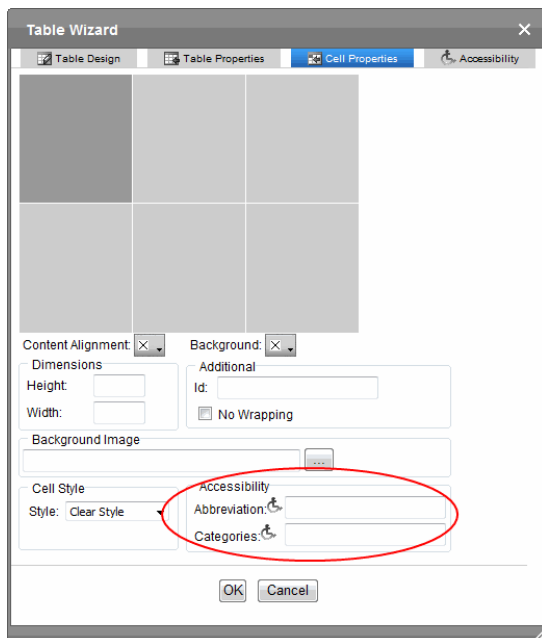 Table Wizard
Table Design Table Properties Cell Properties Accessibility
Content Alignment: Background:
Dimensions Additional
Height: Id:
Width: No Wrapping
Background Image
...
Cell Style Accessibility
Style: Clear Style Abbreviation:
Categories:
OK Cancel